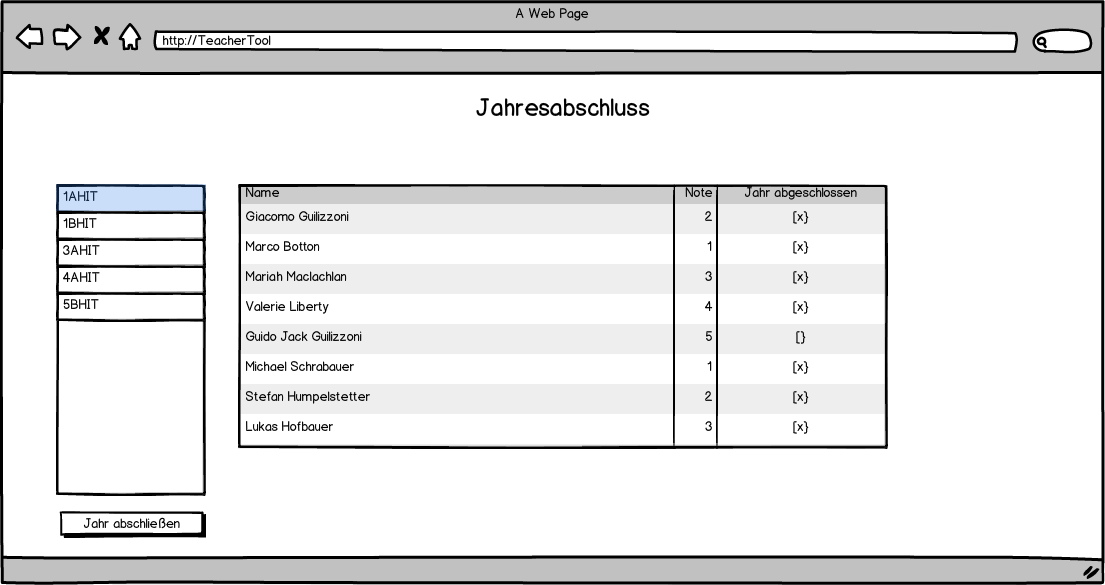 A Web Page
http://TeacherTool
Jahresabschluss
1AHIT
1BHIT
3AHIT
4AHIT
5BHIT
Name Note Jahr abgeschlossen
Giacomo Guilizzoni 2 [x}
Marco Botton 1 [x}
Mariah Maclachlan 3 [x}
Valerie Liberty 4 [x}
Guido Jack Guilizzoni 5 [}
Michael Schrabauer 1 [x}
Stefan Humpelstetter 2 [x}
Lukas Hofbauer 3 [x}
Jahr abschließen